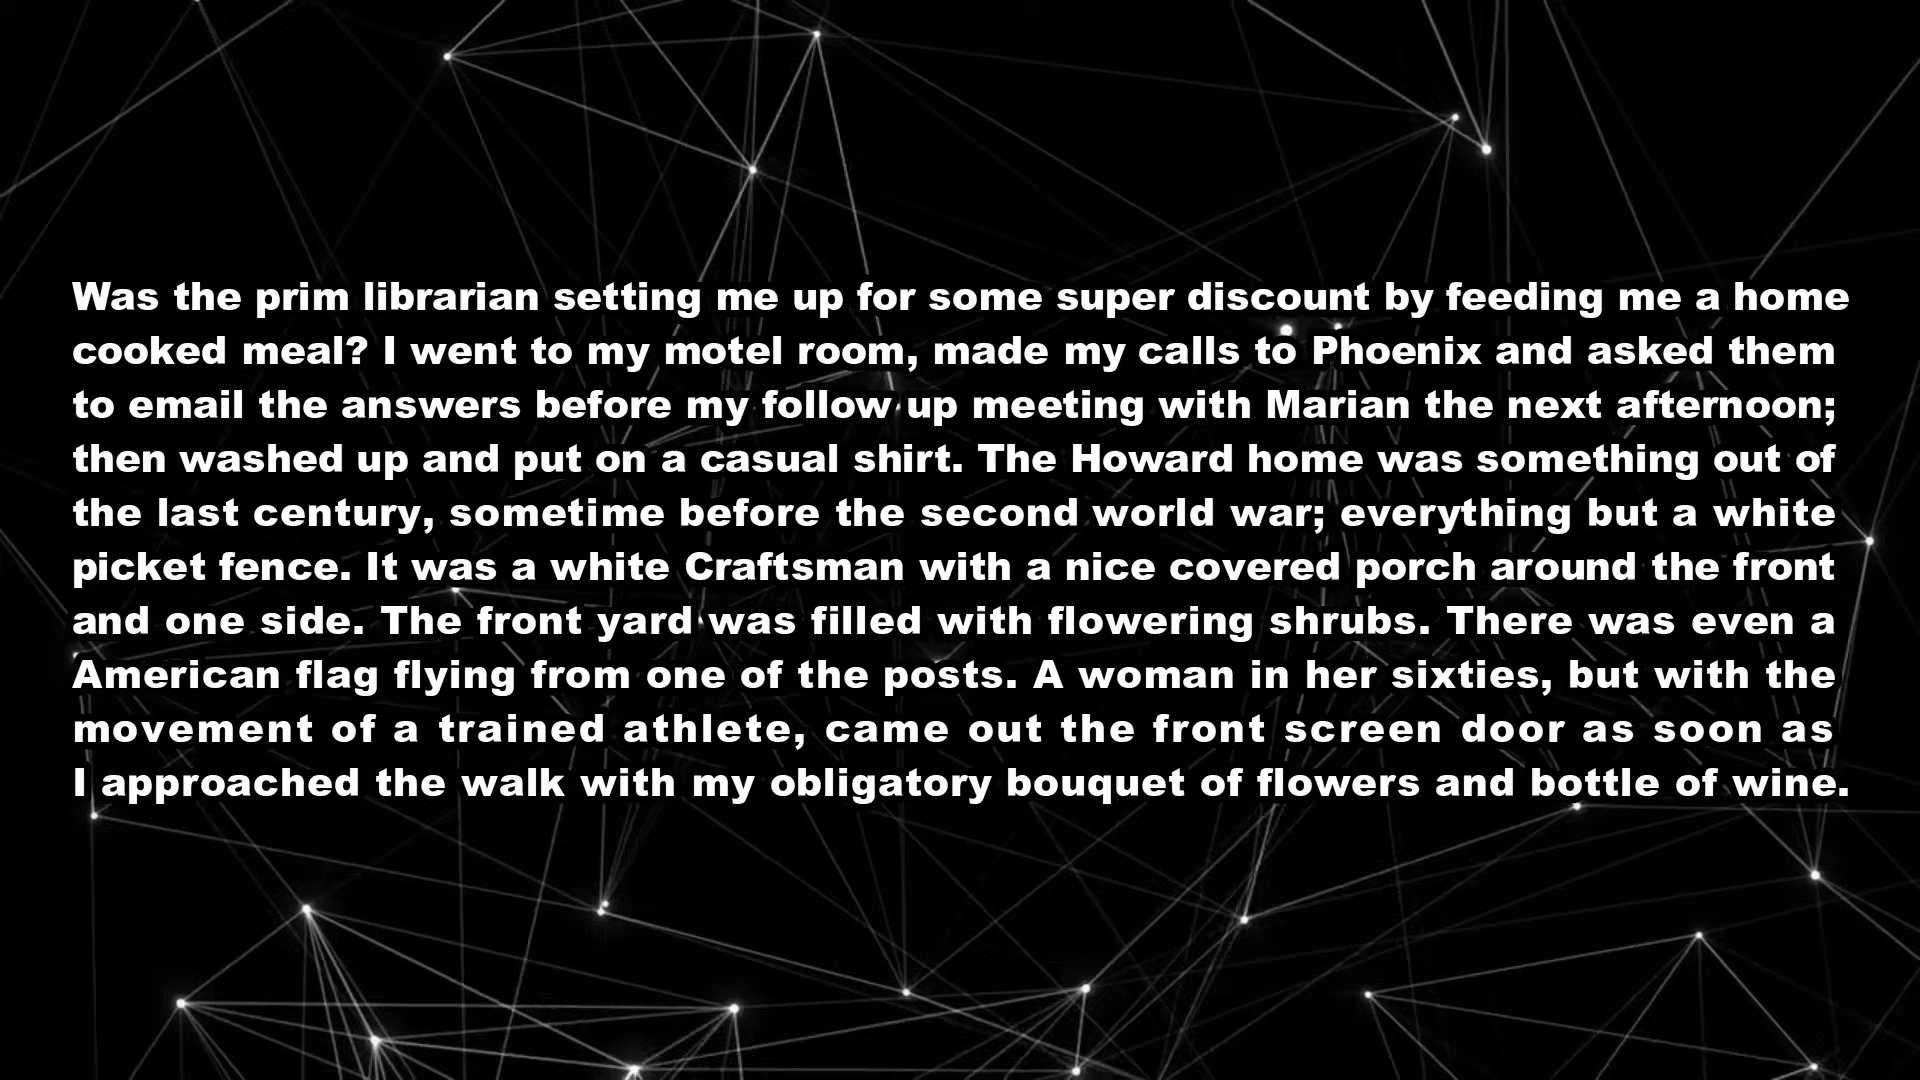 Was the prim librarian setting me up for some super discount by feeding me a home
cooked meal? I went to my motel room, made my calls to Phoenix and asked them
to email the answers before my follow up meeting with Marian the next afternoon;
then washed up and put on a casual shirt. The Howard home was something out of
the last century, sometime before the second world war; everything but a white
picket fence. It was a white Craftsman with a nice covered porch around the front
and one side. The front yard was filled with flowering shrubs. There was even a
American flag flying from one of the posts. A woman in her sixties, but with the
movement of a trained athlete, came out the front screen door as soon as
I approached the walk with my obligatory bouquet of flowers and bottle of wine.